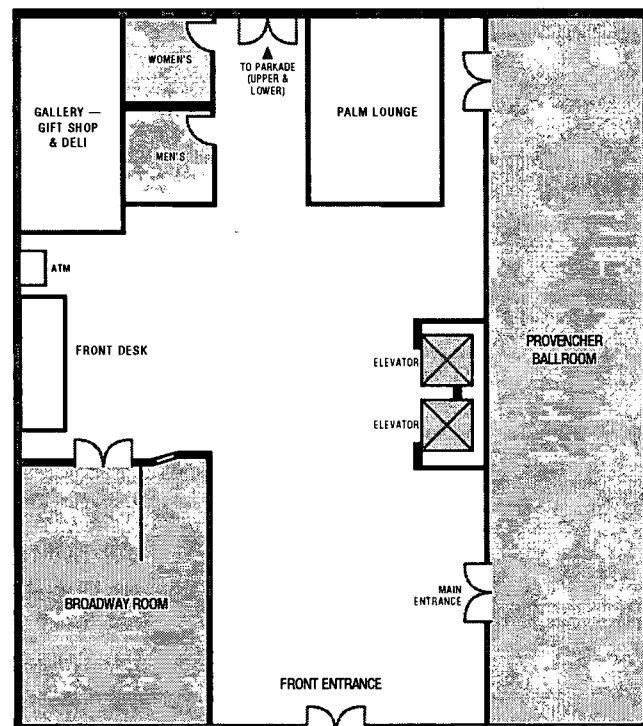 WOMEN'S
TO PARKADE
(UPPER &
LOWER)
GALLERY —
GIFT SHOP
& DELI
PALM LOUNGE
MEN'S
ATM
FRONT DESK
ELEVATOR
PROVENCHER
BALLROOM
ELEVATOR
MAIN
ENTRANCE
BROADWAY ROOM
FRONT ENTRANCE